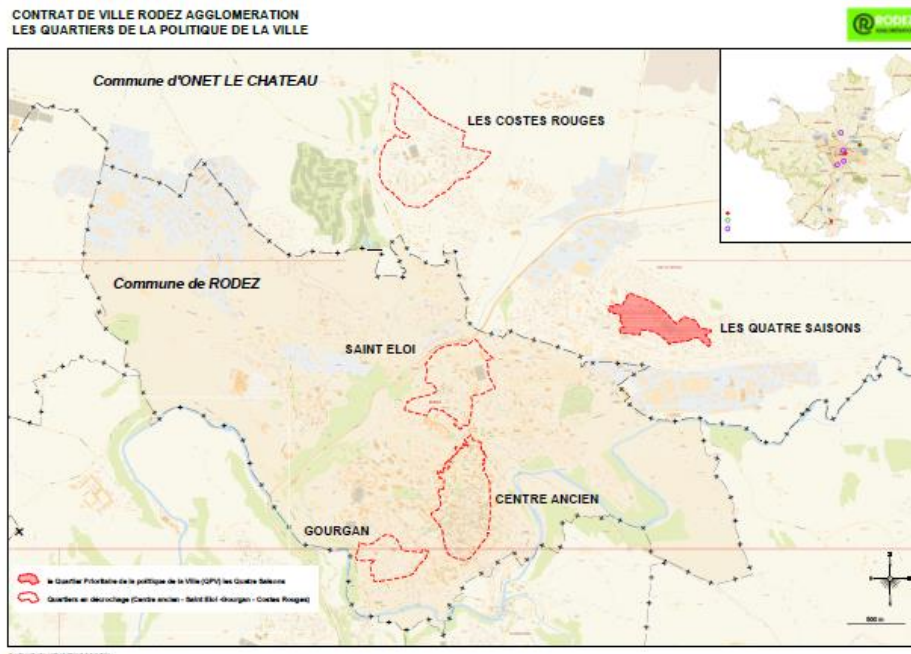 CONTRAT DE VILLE RODEZ AGGLOMERATION
LES QUARTIERS DE LA POLITIQUE DE LA VILLE
RODEZ
Commune d'ONET LE CHATEAU
LES COSTES ROUGES
Commune de RODEZ
LES QUATRE SAISONS
SAINT ELOI
CENTRE ANCIEN
GOURGAN
le Quartier Prioritaire de la politique de la Ville (QPV) les Quatre Saisons
Quartiers en décrochage (Centre ancien - Saint Eloi -Gourgan - Costes Rouges)
500 m